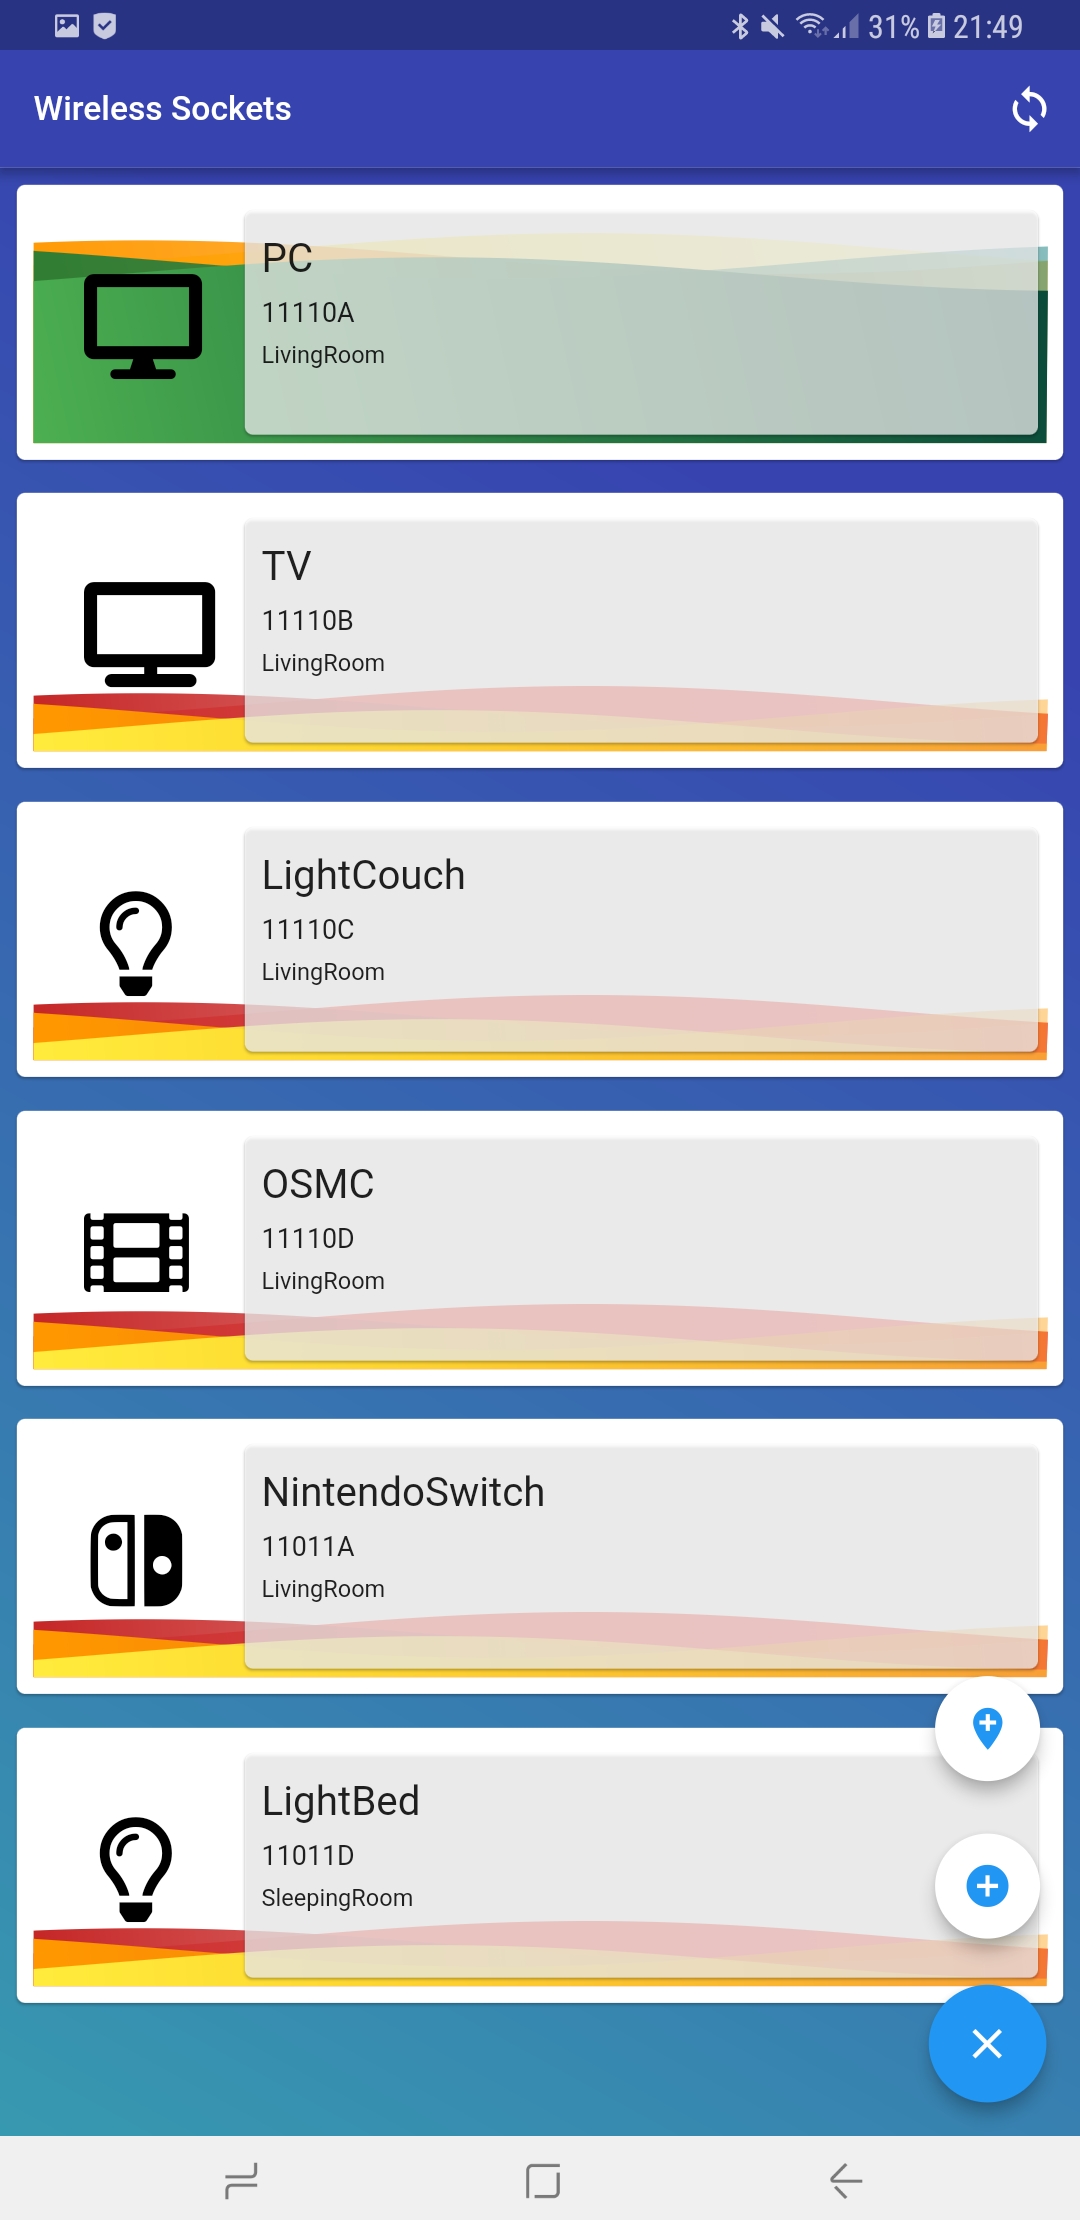 31% 21:49
Wireless Sockets
PC
11110A
LivingRoom
TV
11110B
LivingRoom
LightCouch
11110C
LivingRoom
OSMC
11110D
LivingRoom
NintendoSwitch
11011A
LivingRoom
LightBed
11011D
SleepingRoom